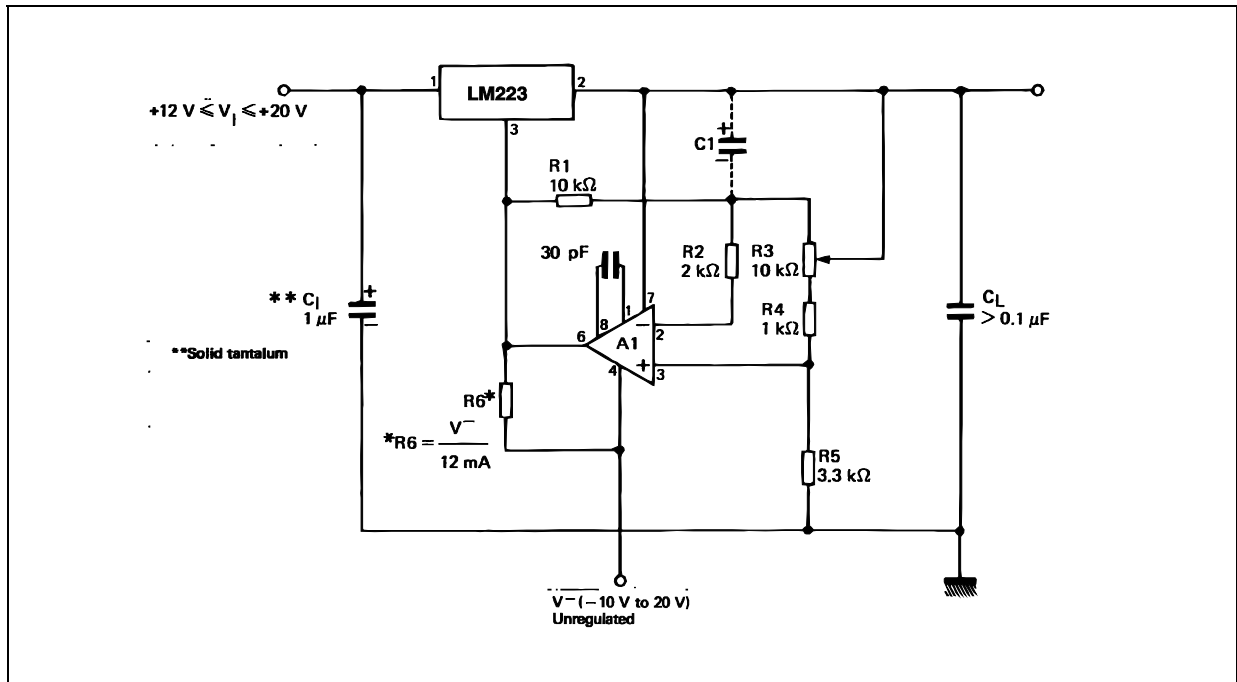 1
LM223
2
+12 V ⩽ V_I ⩽ +20 V
3
C1
+
−
R1
10 kΩ
30 pF
R2
2 kΩ
R3
10 kΩ
** C_I
1 µF
+
−
C_L
> 0.1 µF
R4
1 kΩ
8
1
7
6
A1
−
2
+
3
4
**Solid tantalum
R6*
*R6 = V⁻
12 mA
R5
3.3 kΩ
V⁻(−10 V to 20 V)
Unregulated